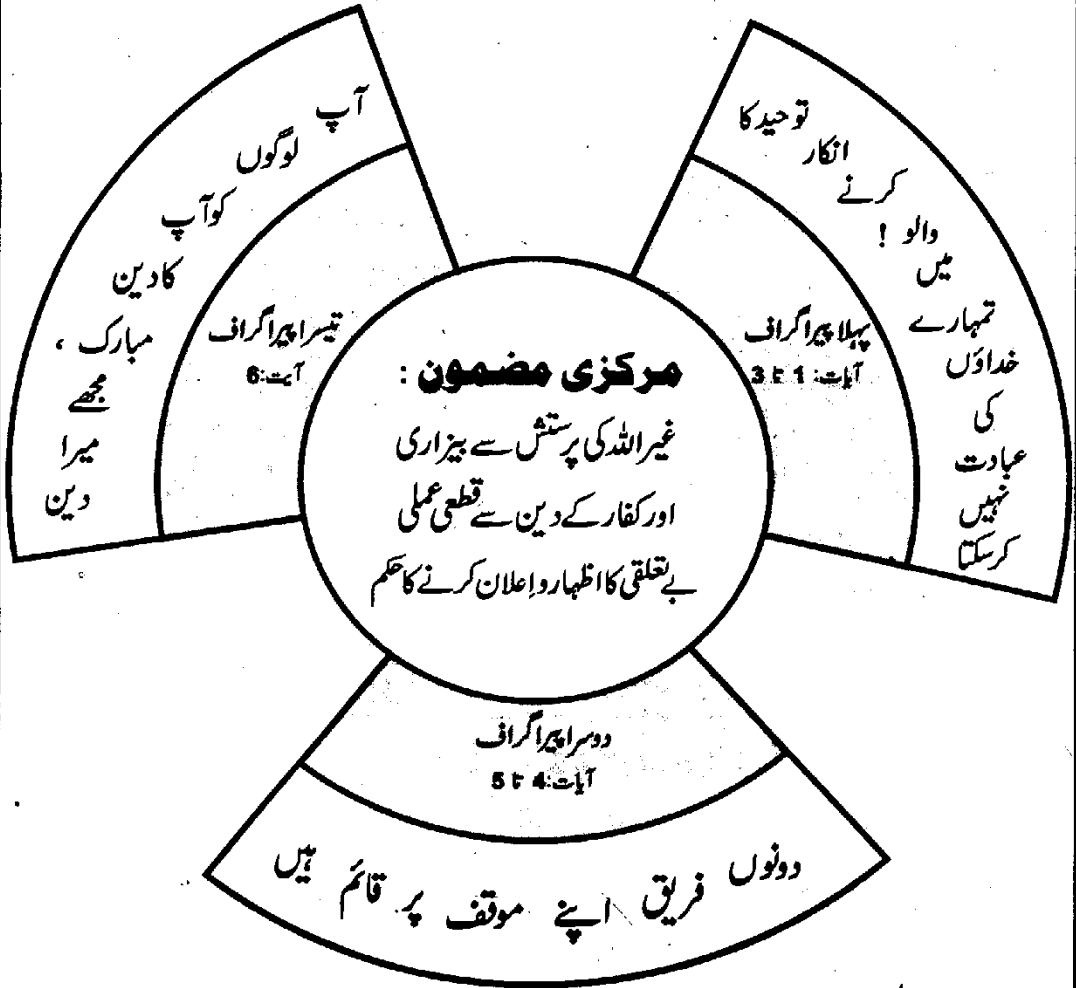 مرکزی مضمون :
غیر اللہ کی پرستش سے بیزاری
اور کفار کے دین سے قطعی عملی
بے تعلقی کا اظہار و اِعلان کرنے کا حکم
پہلا پیراگراف
آیات: 1 تا 3
توحید کا
انکار
کرنے
والو !
میں
تمہارے
خداؤں
کی
عبادت
نہیں
کرسکتا
دوسرا پیراگراف
آیات: 4 تا 5
دونوں فریق اپنے موقف پر قائم ہیں
تیسرا پیراگراف
آیت: 6
آپ
لوگوں
کو آپ
کا دین
مبارک ،
مجھے
میرا
دین